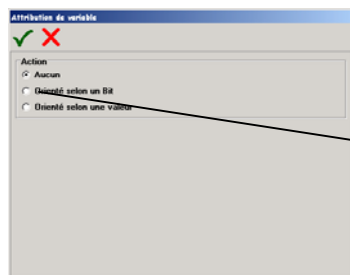 Attribution de variable
Action
Aucun
Orienté selon un Bit
Orienté selon une valeur